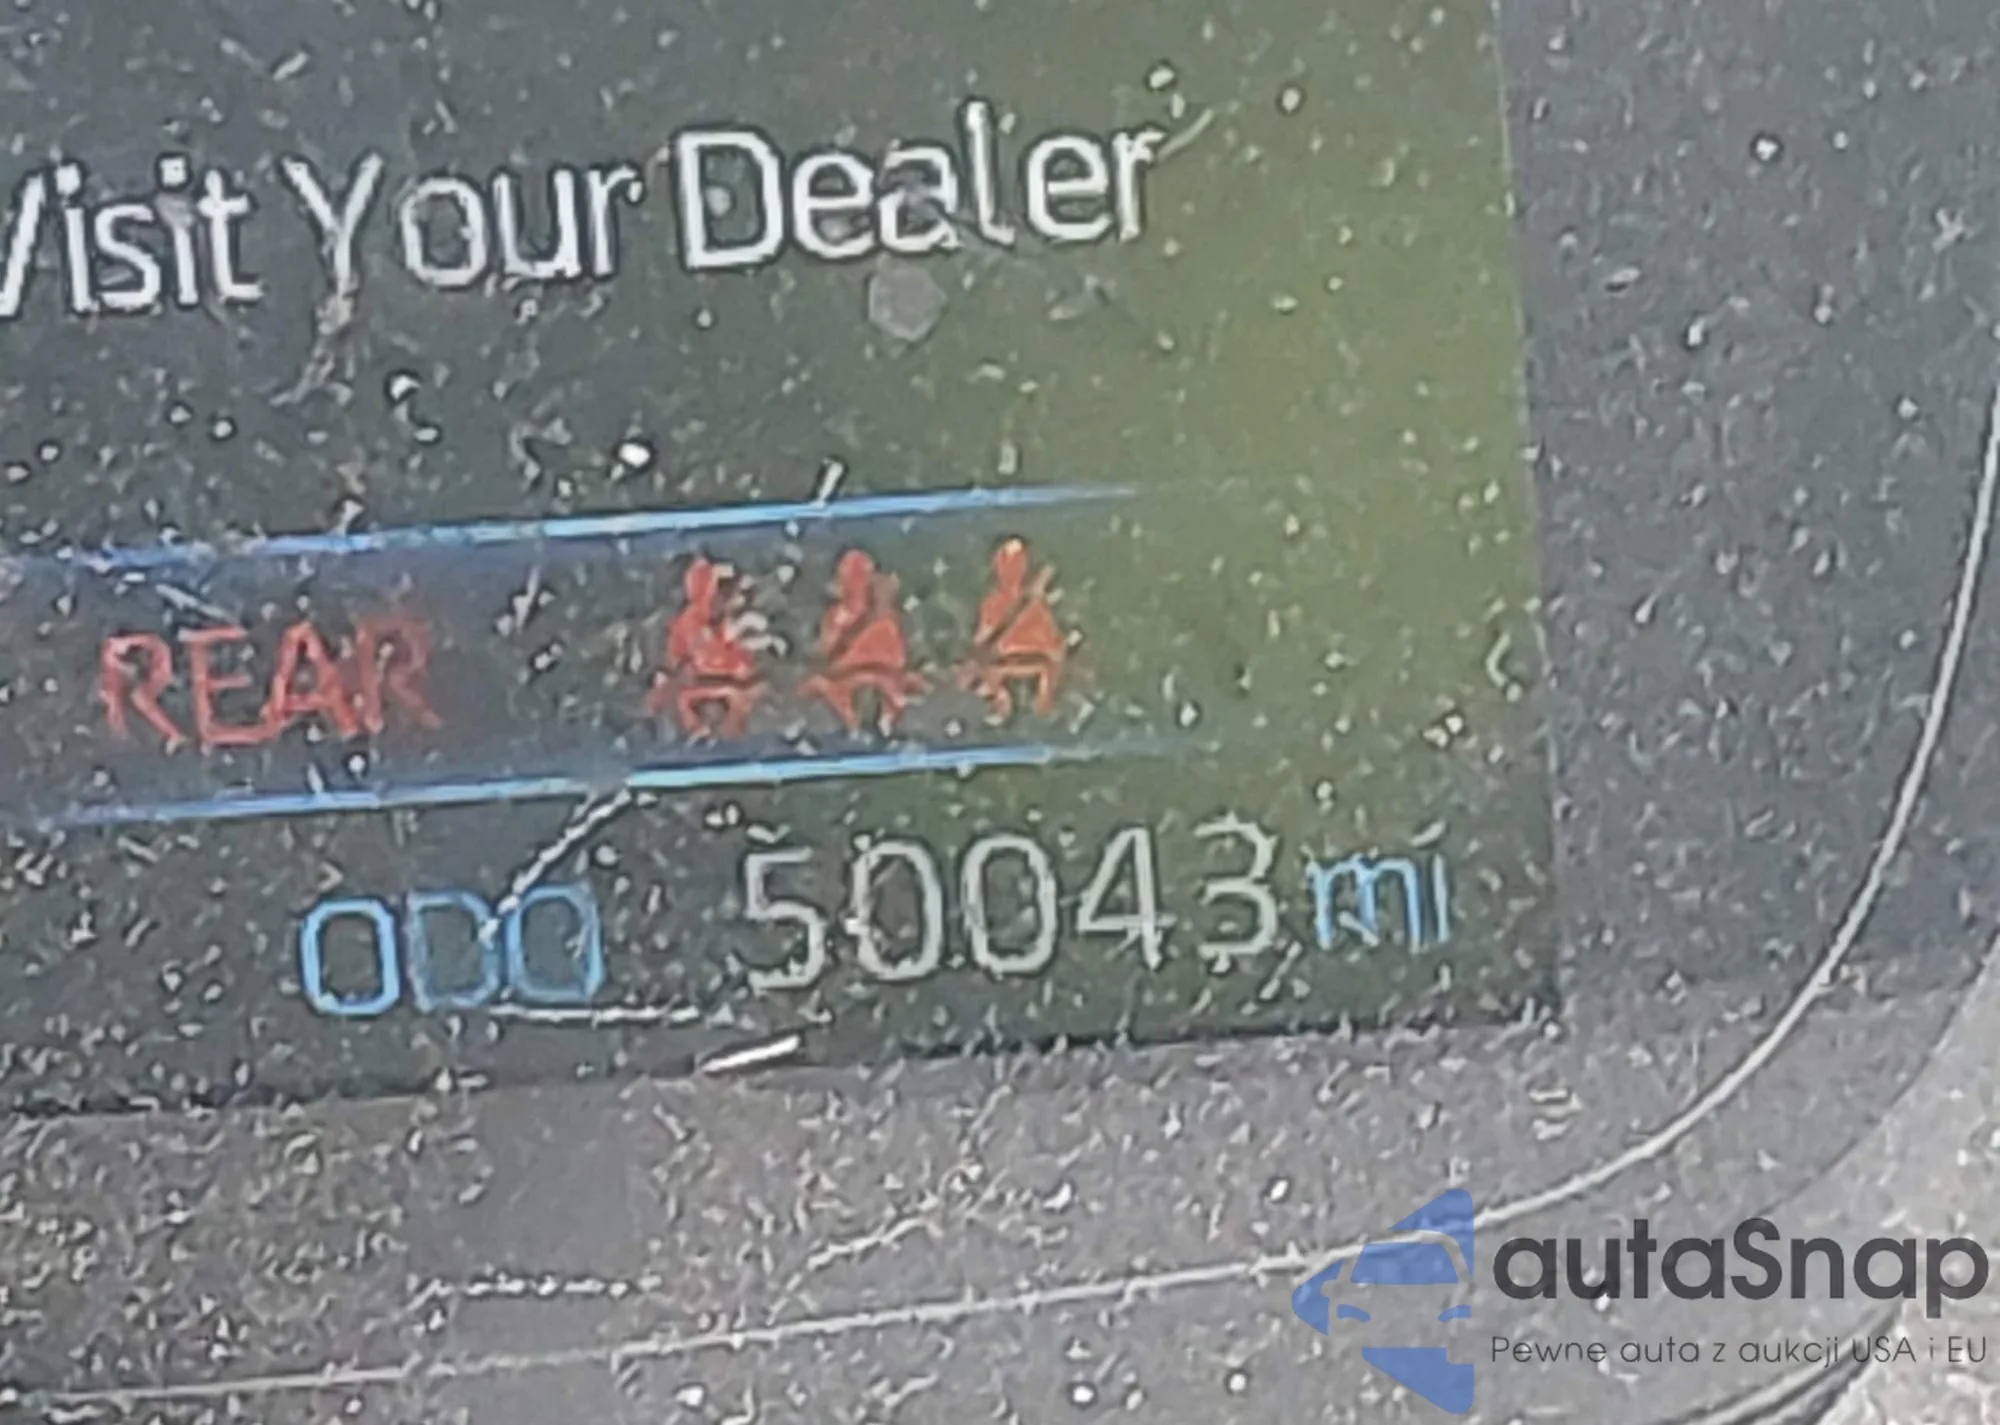 Visit Your Dealer
REAR
ODO 50043 mi
autaSnap
Pewne auta z aukcji USA i EU